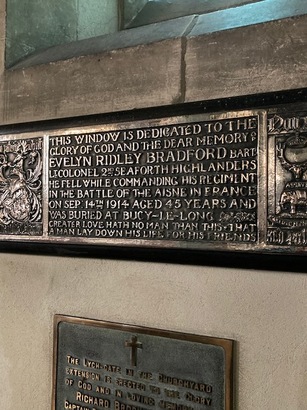 THIS WINDOW IS DEDICATED TO THE
GLORY OF GOD AND THE DEAR MEMORY OF
EVELYN RIDLEY BRADFORD BART
LT COLONEL 2ND SEAFORTH HIGHLANDERS
HE FELL WHILE COMMANDING HIS REGIMENT
IN THE BATTLE OF THE AISNE IN FRANCE
ON SEP. 14TH 1914 AGED 45 YEARS AND
WAS BURIED AT BUCY-LE-LONG
GREATER LOVE HATH NO MAN THAN THIS-THAT
A MAN LAY DOWN HIS LIFE FOR HIS FRIENDS
THE LYCH-GATE IN THE CHURCHYARD
EXTENSION IS ERECTED TO THE GLORY
OF GOD AND IN LOVING
RICHARD
CAPTAIN